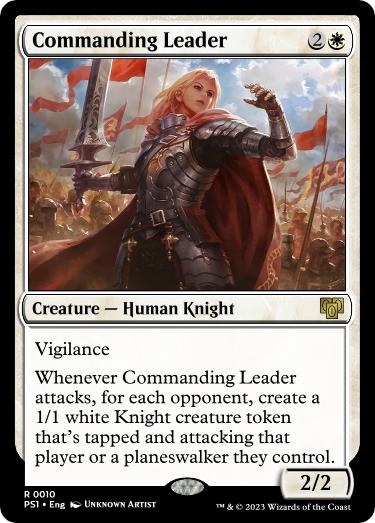 Commanding Leader 2
Creature — Human Knight
Vigilance
Whenever Commanding Leader
attacks, for each opponent, create a
1/1 white Knight creature token
that's tapped and attacking that
player or a planeswalker they control.
2/2
R 0010
PS1 • Eng Unknown Artist
™ & © 2023 Wizards of the Coast